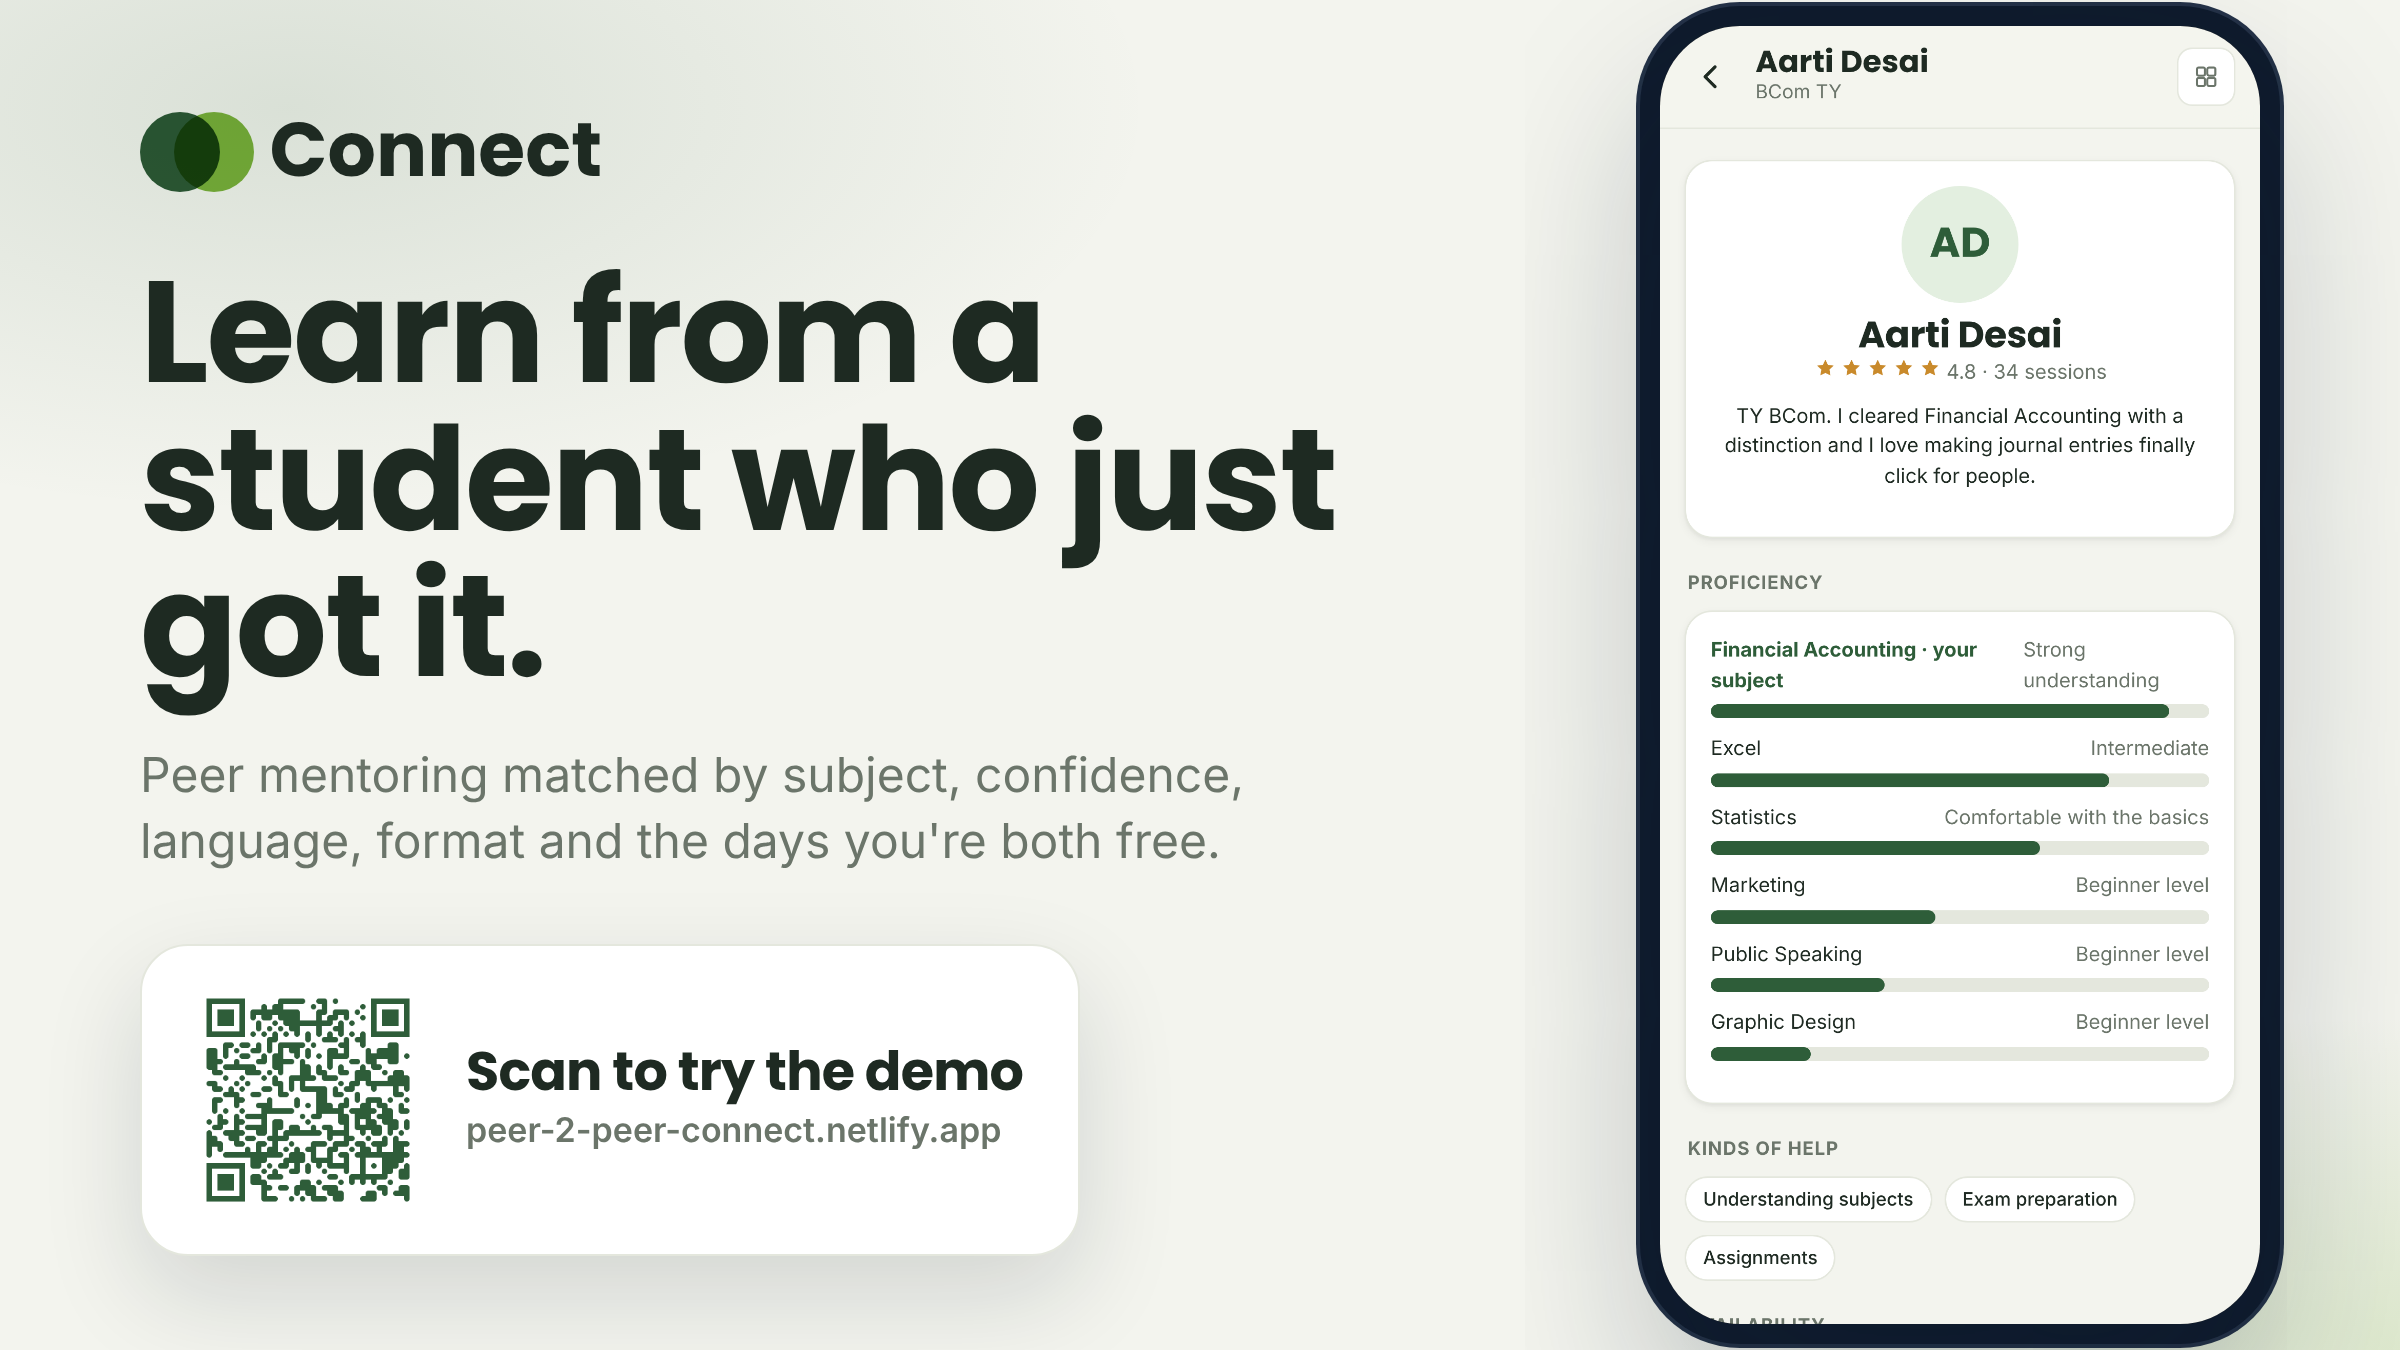 Connect
Learn from a
student who just
got it.
Peer mentoring matched by subject, confidence,
language, format and the days you're both free.
Scan to try the demo
peer-2-peer-connect.netlify.app
Aarti Desai
BCom TY
AD
Aarti Desai
4.8 · 34 sessions
TY BCom. I cleared Financial Accounting with a
distinction and I love making journal entries finally
click for people.
PROFICIENCY
Financial Accounting · your
subject
Strong
understanding
Excel
Intermediate
Statistics
Comfortable with the basics
Marketing
Beginner level
Public Speaking
Beginner level
Graphic Design
Beginner level
KINDS OF HELP
Understanding subjects
Exam preparation
Assignments